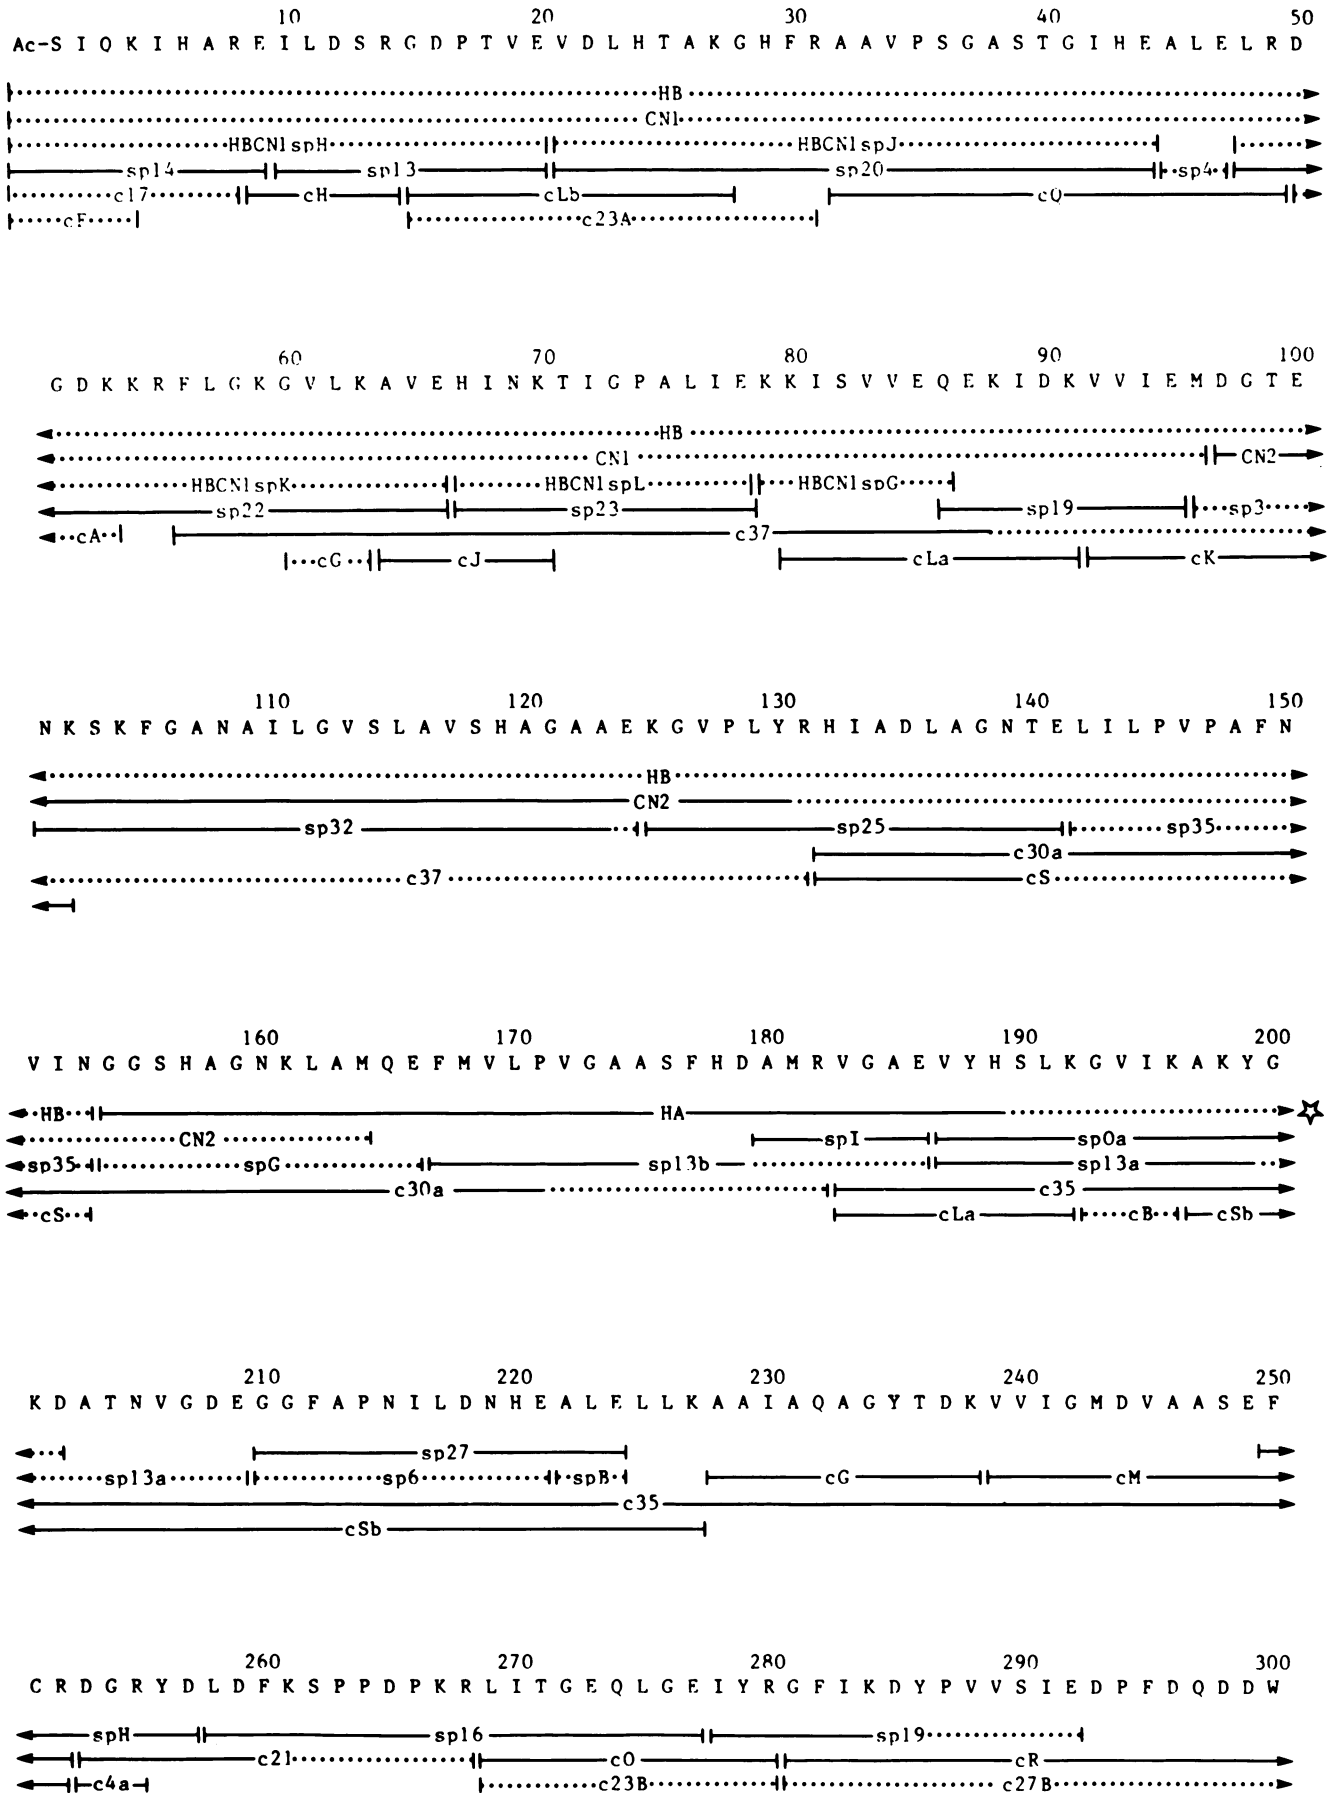 10 20 30 40 50
Ac-S I Q K I H A R E I L D S R G D P T V E V D L H T A K G H F R A A V P S G A S T G I H E A L E L R D
HB
CN1
HBCN1spH HBCN1spJ
sp14 sp13 sp20 sp4
c17 cH cLb cQ
cF c23A
60 70 80 90 100
G D K K R F L G K G V L K A V E H I N K T I G P A L I E K K I S V V E Q E K I D K V V I E M D G T E
HB
CN1 CN2
HBCN1spK HBCN1spL HBCN1spG
sp22 sp23 sp19 sp3
cA c37
cG cJ cLa cK
110 120 130 140 150
N K S K F G A N A I L G V S L A V S H A G A A E K G V P L Y R H I A D L A G N T E L I L P V P A F N
HB
CN2
sp32 sp25 sp35
c30a
c37 cS
160 170 180 190 200
V I N G G S H A G N K L A M Q E F M V L P V G A A S F H D A M R V G A E V Y H S L K G V I K A K Y G
HB HA ☆
CN2 spI spOa
sp35 spG sp13b sp13a
c30a c35
cS cLa cB cSb
210 220 230 240 250
K D A T N V G D E G G F A P N I L D N H E A L E L L K A A I A Q A G Y T D K V V I G M D V A A S E F
sp27
sp13a sp6 spB cG cM
c35
cSb
260 270 280 290 300
C R D G R Y D L D F K S P P D P K R L I T G E Q L G E I Y R G F I K D Y P V V S I E D P F D Q D D W
spH sp16 sp19
c21 cO cR
c4a c23B c27B